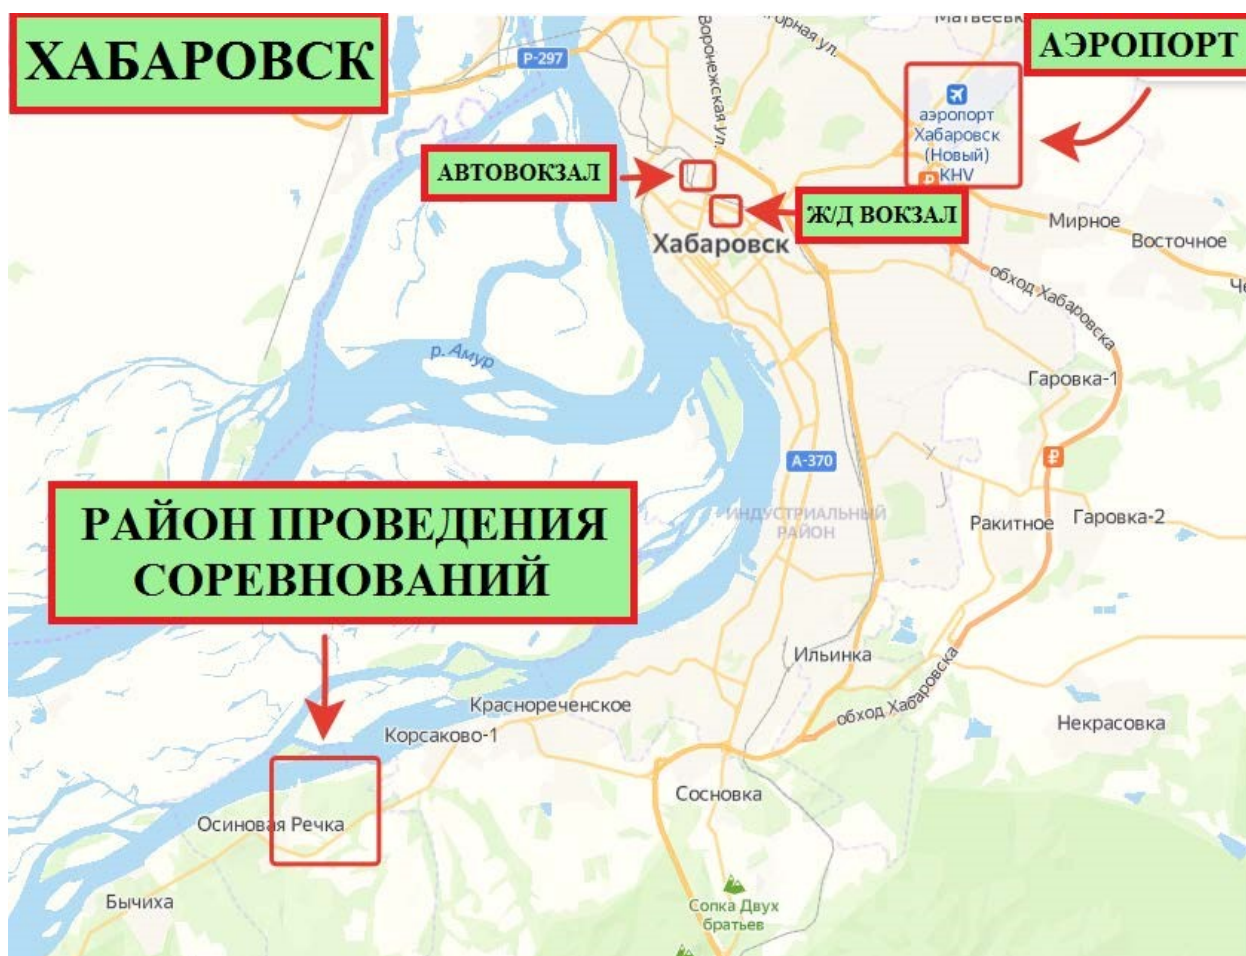 ХАБАРОВСК
АЭРОПОРТ
Р-297
Воронежская ул.
аэропорт
Хабаровск
(Новый)
KHV
АВТОВОКЗАЛ
Ж/Д ВОКЗАЛ
Хабаровск
Мирное
Восточное
обход Хабаровска
р. Амур
Гаровка-1
А-370
₽
ИНДУСТРИАЛЬНЫЙ
РАЙОН
Ракитное
Гаровка-2
РАЙОН ПРОВЕДЕНИЯ
СОРЕВНОВАНИЙ
Ильинка
обход Хабаровска
Некрасовка
Краснореченское
Корсаково-1
Сосновка
Осиновая Речка
Бычиха
Сопка Двух
братьев